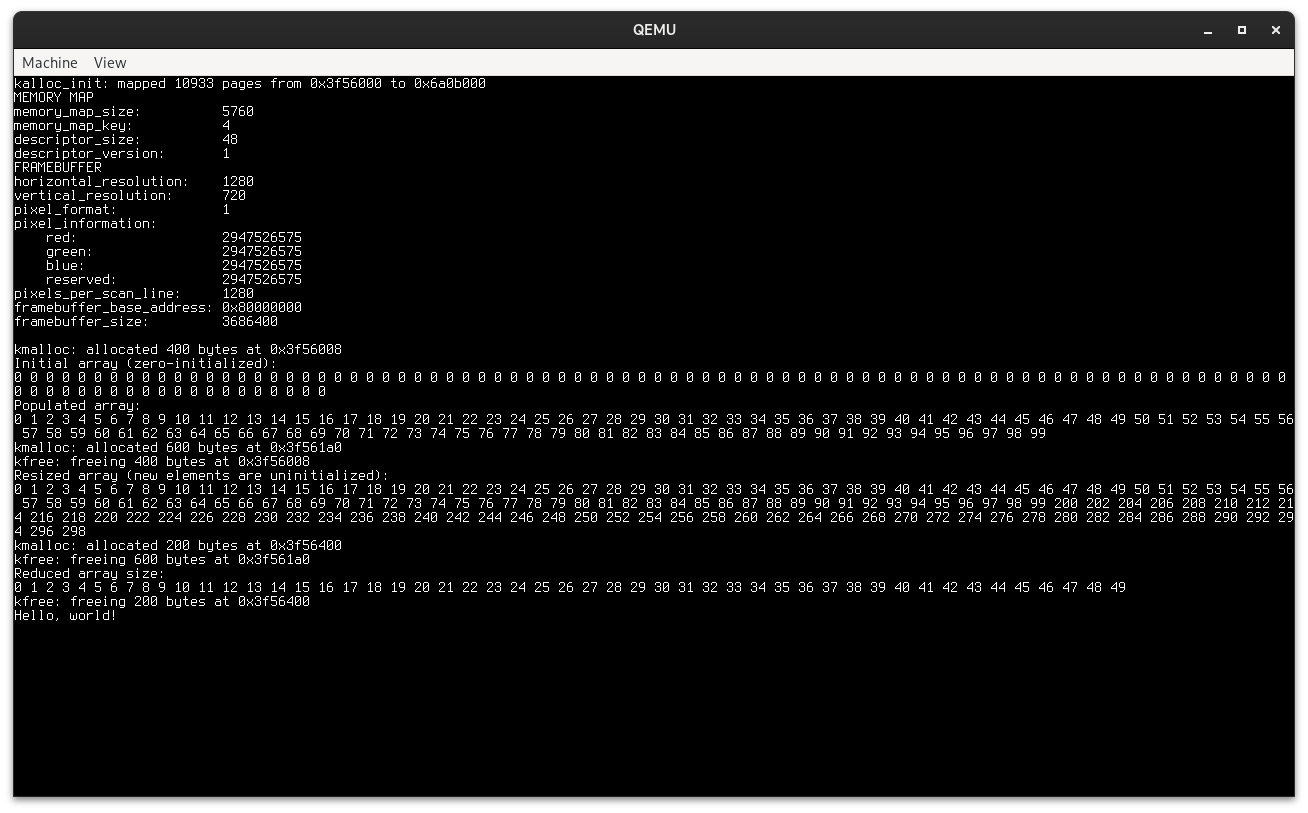 QEMU
Machine View
kalloc_init: mapped 10933 pages from 0x3f56000 to 0x6a0b000
MEMORY MAP
memory_map_size: 5760
memory_map_key: 4
descriptor_size: 48
descriptor_version: 1
FRAMEBUFFER
horizontal_resolution: 1280
vertical_resolution: 720
pixel_format: 1
pixel_information:
red: 2947526575
green: 2947526575
blue: 2947526575
reserved: 2947526575
pixels_per_scan_line: 1280
framebuffer_base_address: 0x80000000
framebuffer_size: 3686400
kmalloc: allocated 400 bytes at 0x3f56008
Initial array (zero-initialized):
0 0 0 0 0 0 0 0 0 0 0 0 0 0 0 0 0 0 0 0 0 0 0 0 0 0 0 0 0 0 0 0 0 0 0 0 0 0 0 0 0 0 0 0 0 0 0 0 0 0 0 0 0 0 0 0 0 0 0 0 0 0 0 0 0 0 0 0 0 0 0 0 0 0 0 0 0 0 0 0
0 0 0 0 0 0 0 0 0 0 0 0 0 0 0 0 0 0 0 0
Populated array:
0 1 2 3 4 5 6 7 8 9 10 11 12 13 14 15 16 17 18 19 20 21 22 23 24 25 26 27 28 29 30 31 32 33 34 35 36 37 38 39 40 41 42 43 44 45 46 47 48 49 50 51 52 53 54 55 56
57 58 59 60 61 62 63 64 65 66 67 68 69 70 71 72 73 74 75 76 77 78 79 80 81 82 83 84 85 86 87 88 89 90 91 92 93 94 95 96 97 98 99
kmalloc: allocated 600 bytes at 0x3f561a0
kfree: freeing 400 bytes at 0x3f56008
Resized array (new elements are uninitialized):
0 1 2 3 4 5 6 7 8 9 10 11 12 13 14 15 16 17 18 19 20 21 22 23 24 25 26 27 28 29 30 31 32 33 34 35 36 37 38 39 40 41 42 43 44 45 46 47 48 49 50 51 52 53 54 55 56
57 58 59 60 61 62 63 64 65 66 67 68 69 70 71 72 73 74 75 76 77 78 79 80 81 82 83 84 85 86 87 88 89 90 91 92 93 94 95 96 97 98 99 200 202 204 206 208 210 212 21
4 216 218 220 222 224 226 228 230 232 234 236 238 240 242 244 246 248 250 252 254 256 258 260 262 264 266 268 270 272 274 276 278 280 282 284 286 288 290 292 29
4 296 298
kmalloc: allocated 200 bytes at 0x3f56400
kfree: freeing 600 bytes at 0x3f561a0
Reduced array size:
0 1 2 3 4 5 6 7 8 9 10 11 12 13 14 15 16 17 18 19 20 21 22 23 24 25 26 27 28 29 30 31 32 33 34 35 36 37 38 39 40 41 42 43 44 45 46 47 48 49
kfree: freeing 200 bytes at 0x3f56400
Hello, world!